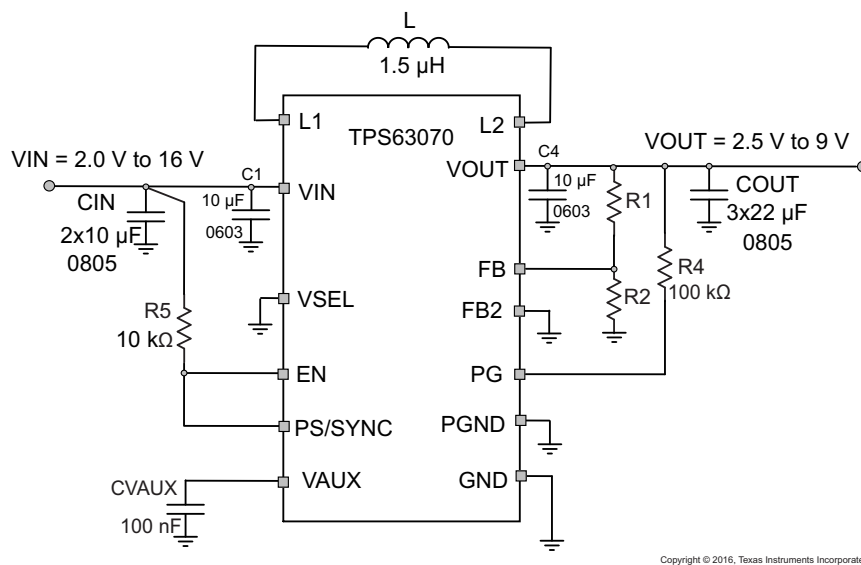 L
1.5 µH
L1
L2
TPS63070
VIN = 2.0 V to 16 V
VOUT = 2.5 V to 9 V
C1
C4
VIN
VOUT
CIN
2x10 µF
0805
10 µF
0603
10 µF
0603
R1
COUT
3x22 µF
0805
FB
R4
100 kΩ
VSEL
R2
FB2
R5
10 kΩ
EN
PG
PS/SYNC
PGND
CVAUX
100 nF
VAUX
GND
Copyright © 2016, Texas Instruments Incorporate